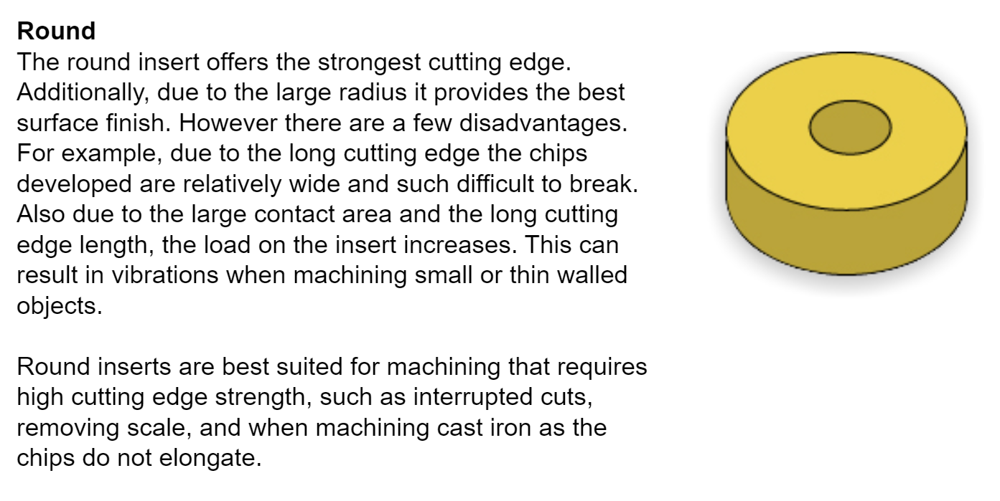 Round
The round insert offers the strongest cutting edge.
Additionally, due to the large radius it provides the best
surface finish. However there are a few disadvantages.
For example, due to the long cutting edge the chips
developed are relatively wide and such difficult to break.
Also due to the large contact area and the long cutting
edge length, the load on the insert increases. This can
result in vibrations when machining small or thin walled
objects.
Round inserts are best suited for machining that requires
high cutting edge strength, such as interrupted cuts,
removing scale, and when machining cast iron as the
chips do not elongate.